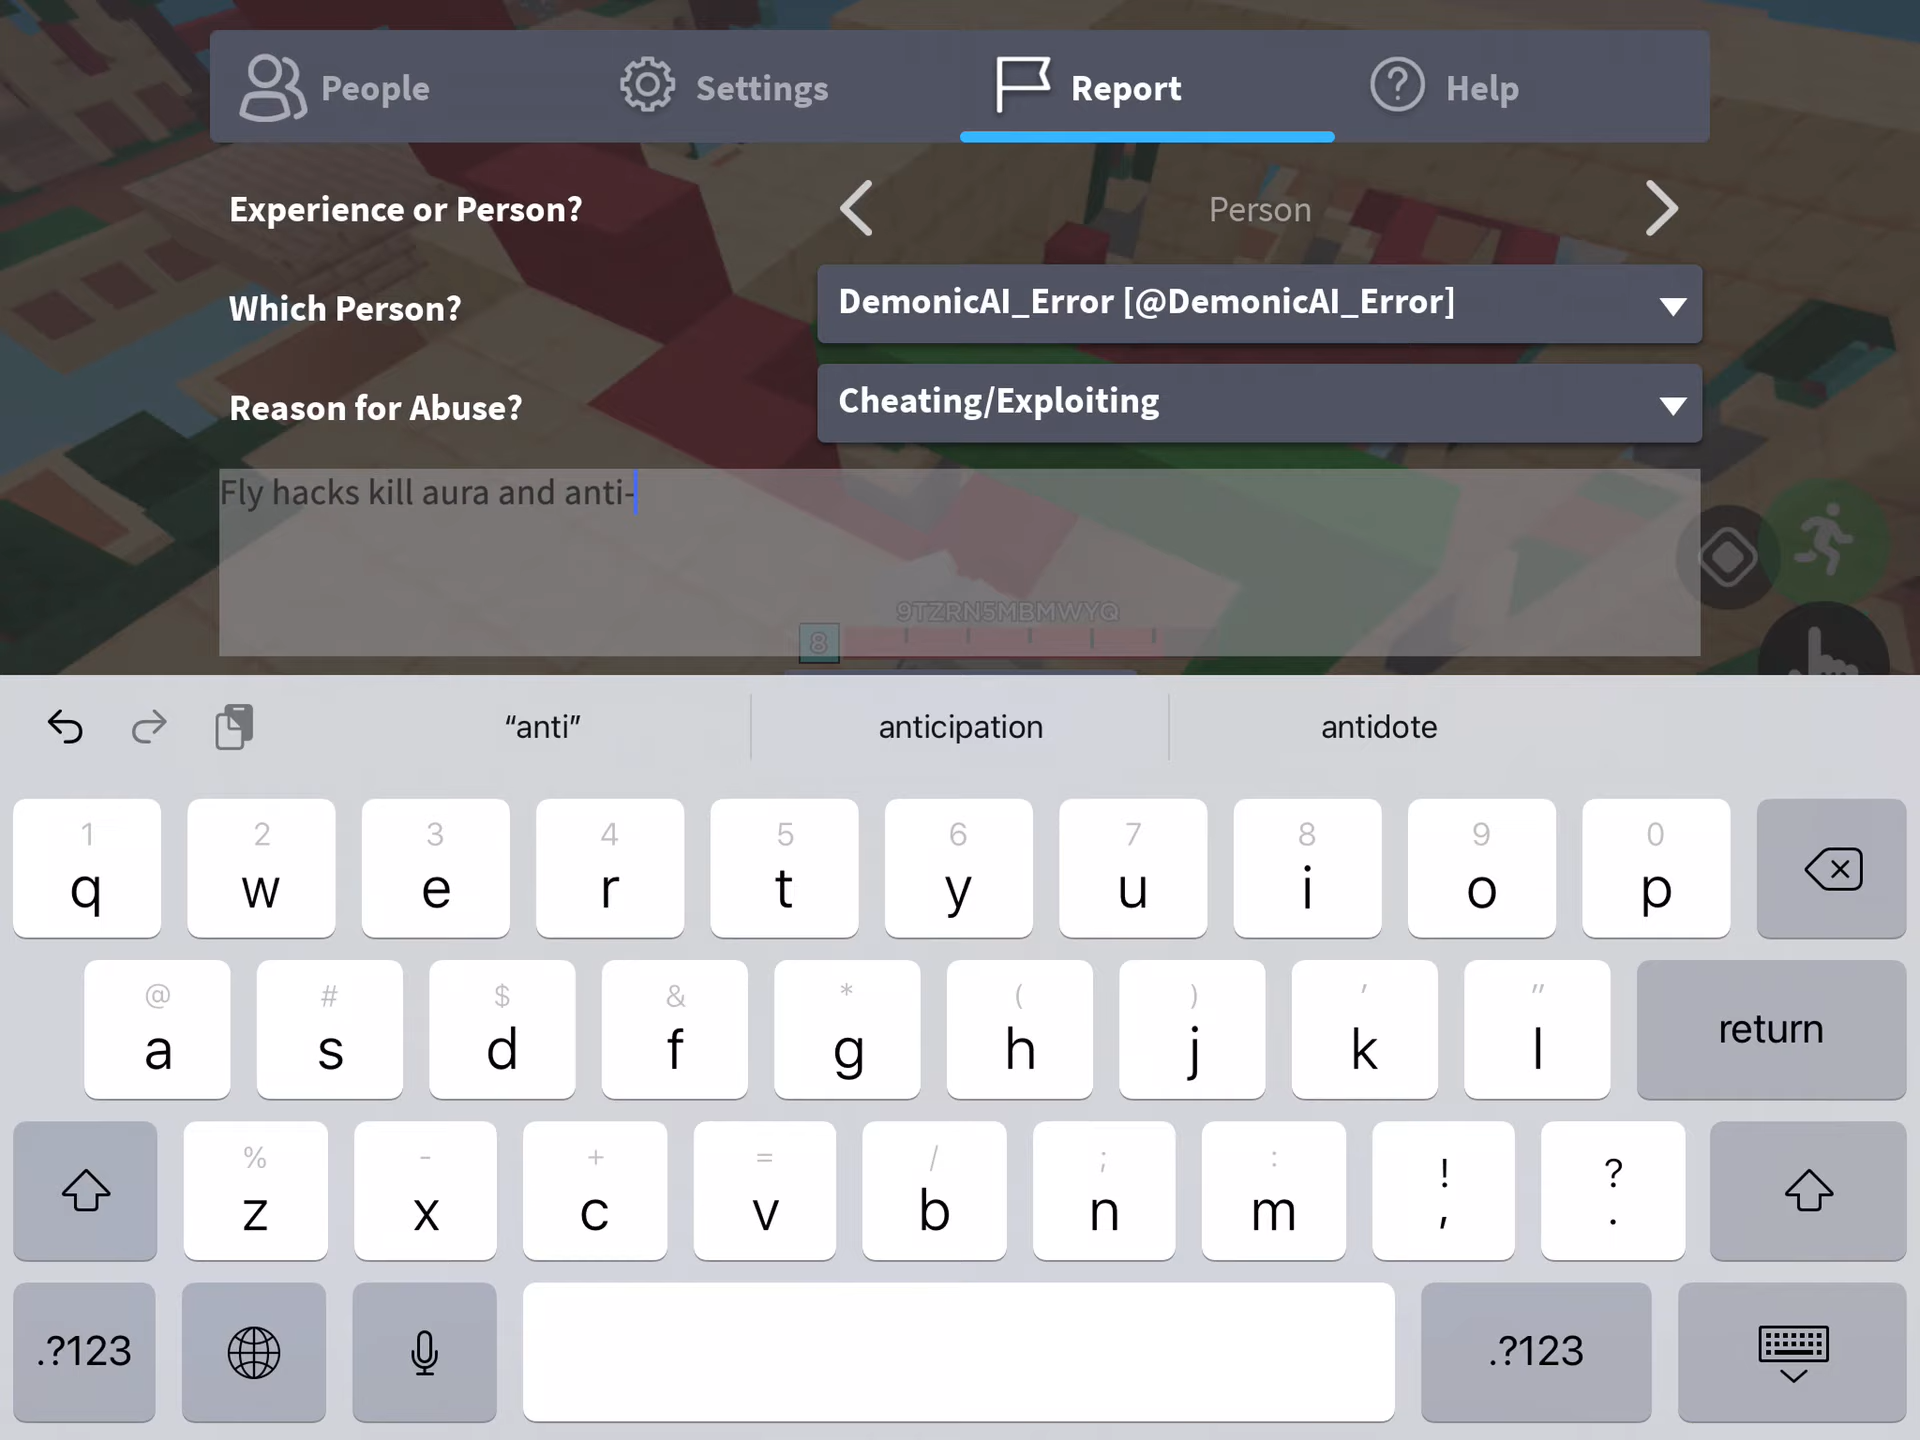 People Settings Report Help
Experience or Person? Person
Which Person? DemonicAI_Error [@DemonicAI_Error]
Reason for Abuse? Cheating/Exploiting
Fly hacks kill aura and anti-
9TZRN5MBMWYQ
8
“anti” anticipation antidote
1 2 3 4 5 6 7 8 9 0
q w e r t y u i o p
@ # $ & * ( ) ' "
a s d f g h j k l return
% - + = / ; : ! ?
z x c v b n m , .
.?123 .?123